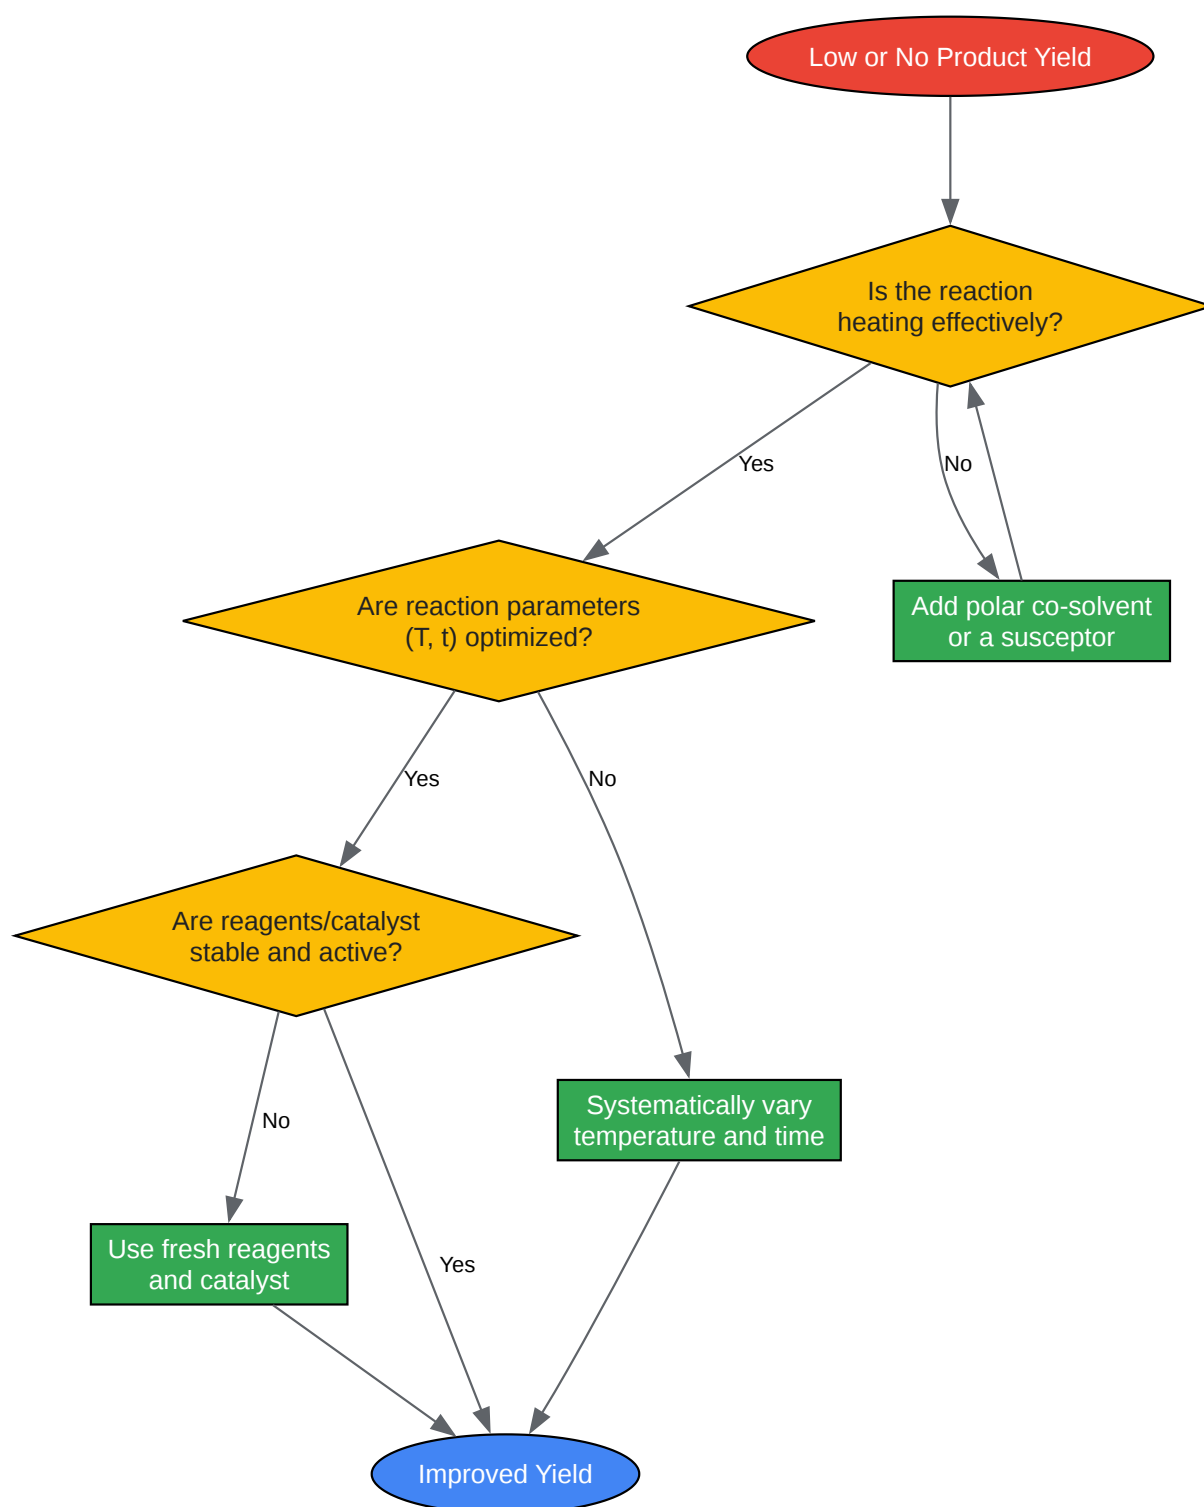 Low or No Product Yield
Is the reaction
heating effectively?
Yes
No
Are reaction parameters
(T, t) optimized?
Add polar co-solvent
or a susceptor
Yes
No
Are reagents/catalyst
stable and active?
Systematically vary
temperature and time
No
Use fresh reagents
and catalyst
Yes
Improved Yield